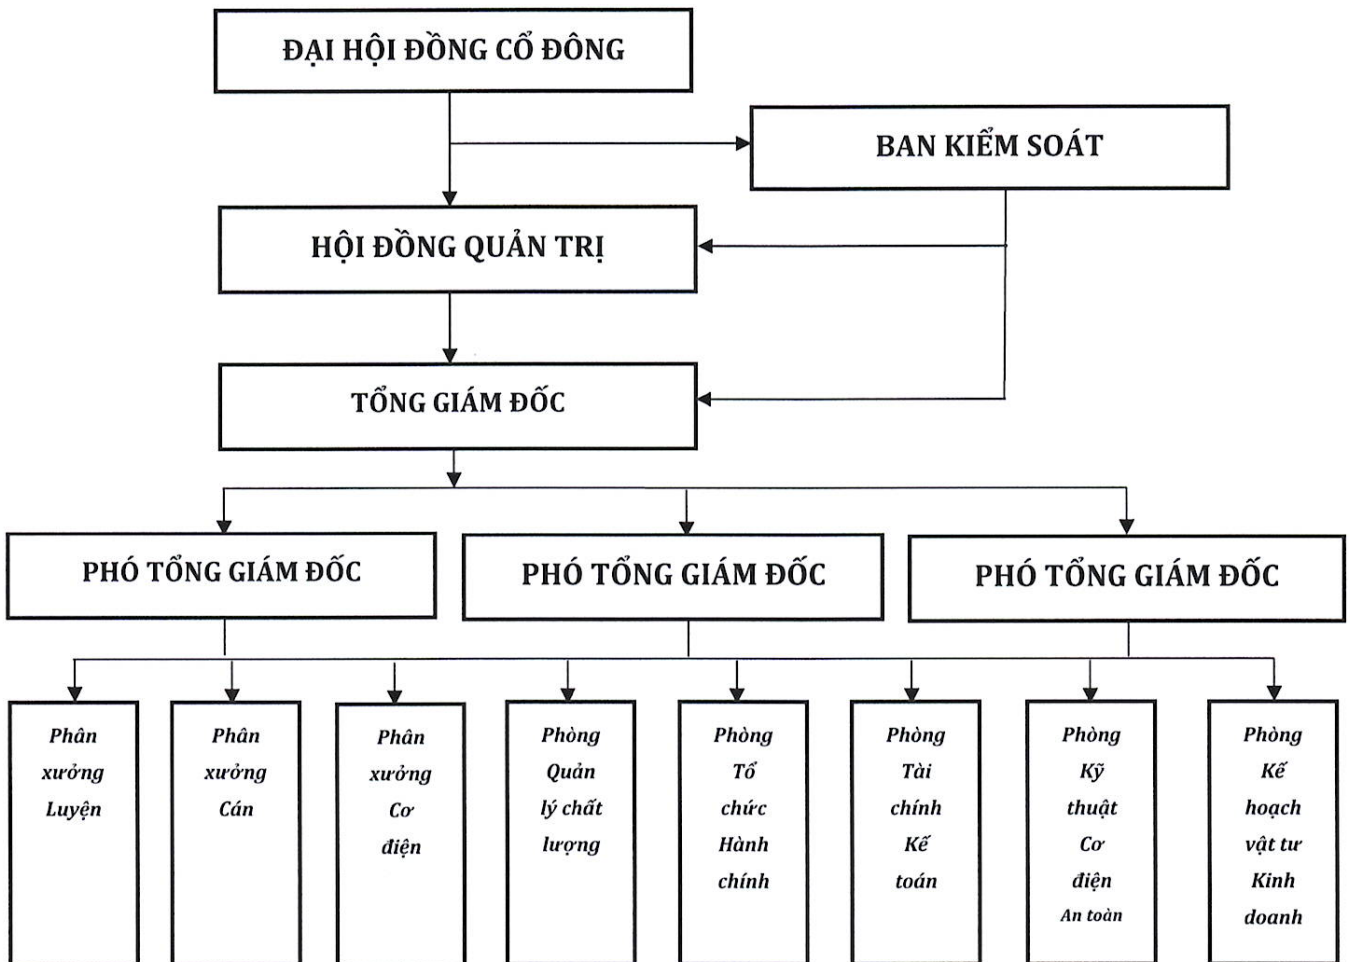 ĐẠI HỘI ĐỒNG CỔ ĐÔNG
BAN KIỂM SOÁT
HỘI ĐỒNG QUẢN TRỊ
TỔNG GIÁM ĐỐC
PHÓ TỔNG GIÁM ĐỐC
PHÓ TỔNG GIÁM ĐỐC
PHÓ TỔNG GIÁM ĐỐC
Phân
xưởng
Luyện
Phân
xưởng
Cán
Phân
xưởng
Cơ
điện
Phòng
Quản
lý chất
lượng
Phòng
Tổ
chức
Hành
chính
Phòng
Tài
chính
Kế
toán
Phòng
Kỹ
thuật
Cơ
điện
An toàn
Phòng
Kế
hoạch
vật tư
Kinh
doanh